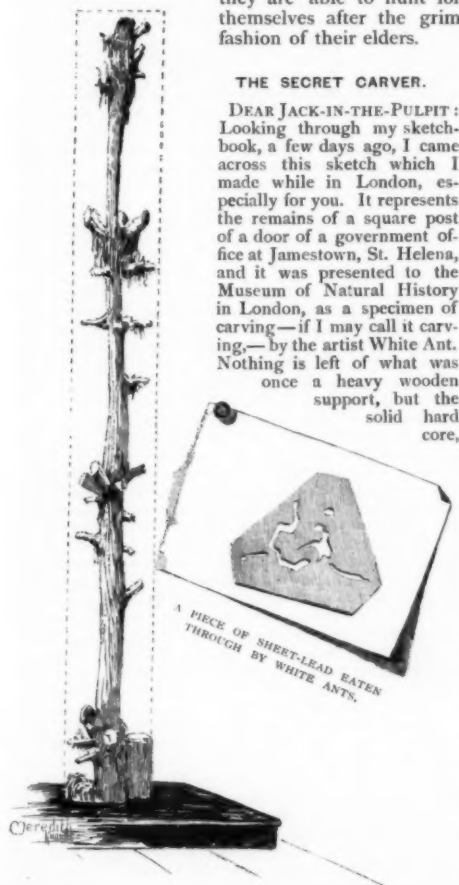 they are able to hunt for
themselves after the grim
fashion of their elders.
THE SECRET CARVER.
DEAR JACK-IN-THE-PULPIT:
Looking through my sketch-
book, a few days ago, I came
across this sketch which I
made while in London, es-
pecially for you. It represents
the remains of a square post
of a door of a government of-
fice at Jamestown, St. Helena,
and it was presented to the
Museum of Natural History
in London, as a specimen of
carving—if I may call it carv-
ing,—by the artist White Ant.
Nothing is left of what was
once a heavy wooden
support, but the
solid hard
core,
A PIECE OF SHEET-LEAD EATEN
THROUGH BY WHITE ANTS.
Meredith